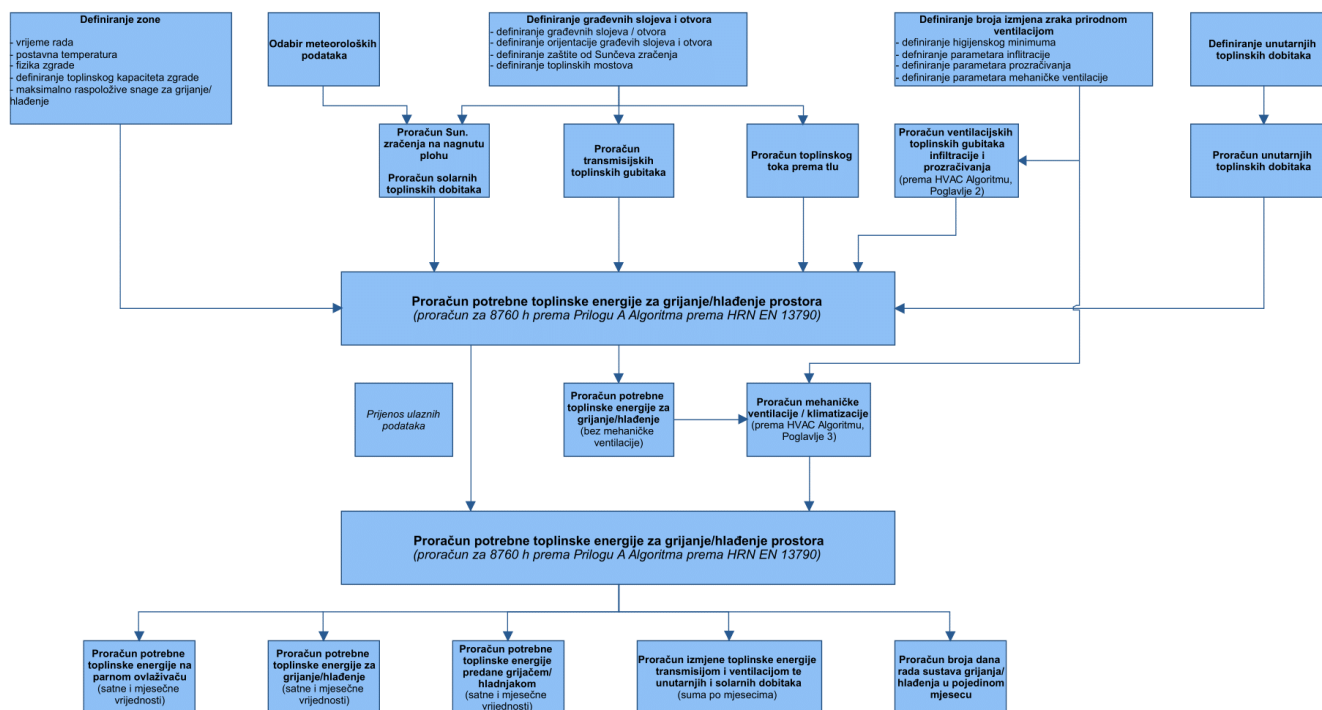 Definiranje zone
- vrijeme rada
- postavna temperatura
- fizika zgrade
- definiranje toplinskog kapaciteta zgrade
- maksimalno raspoložive snage za grijanje/
hlađenje
Odabir meteoroloških
podataka
Definiranje građevnih slojeva i otvora
- definiranje građevnih slojeva / otvora
- definiranje orijentacije građevih slojeva i otvora
- definiranje zaštite od Sunčeva zračenja
- definiranje toplinskih mostova
Definiranje broja izmjena zraka prirodnom
ventilacijom
- definiranje higijenskog minimuma
- definiranje parametara infiltracije
- definiranje parametara prozračivanja
- definiranje parametara mehaničke ventilacije
Definiranje unutarnjih
toplinskih dobitaka
Proračun Sun.
zračenja na nagnutu
plohu
Proračun solarnih
toplinskih dobitaka
Proračun
transmisijskih
toplinskih gubitaka
Proračun toplinskog
toka prema tlu
Proračun ventilacijskih
toplinskih gubitaka
infiltracije i
prozračivanja
(prema HVAC Algoritmu,
Poglavlje 2)
Proračun unutarnjih
toplinskih dobitaka
Proračun potrebne toplinske energije za grijanje/hlađenje prostora
(proračun za 8760 h prema Prilogu A Algoritma prema HRN EN 13790)
Prijenos ulaznih
podataka
Proračun potrebne
toplinske energije za
grijanje/hlađenje
(bez mehaničke
ventilacije)
Proračun mehaničke
ventilacije / klimatizacije
(prema HVAC Algoritmu,
Poglavlje 3)
Proračun potrebne toplinske energije za grijanje/hlađenje prostora
(proračun za 8760 h prema Prilogu A Algoritma prema HRN EN 13790)
Proračun potrebne
toplinske energije na
parnom ovlaživaču
(satne i mjesečne
vrijednosti)
Proračun potrebne
toplinske energije za
grijanje/hlađenje
(satne i mjesečne
vrijednosti)
Proračun potrebne
toplinske energije
predane grijačem/
hladnjakom
(satne i mjesečne
vrijednosti)
Proračun izmjene toplinske energije
transmisijom i ventilacijom te
unutarnjih i solarnih dobitaka
(suma po mjesecima)
Proračun broja dana
rada sustava grijanja/
hlađenja u pojedinom
mjesecu